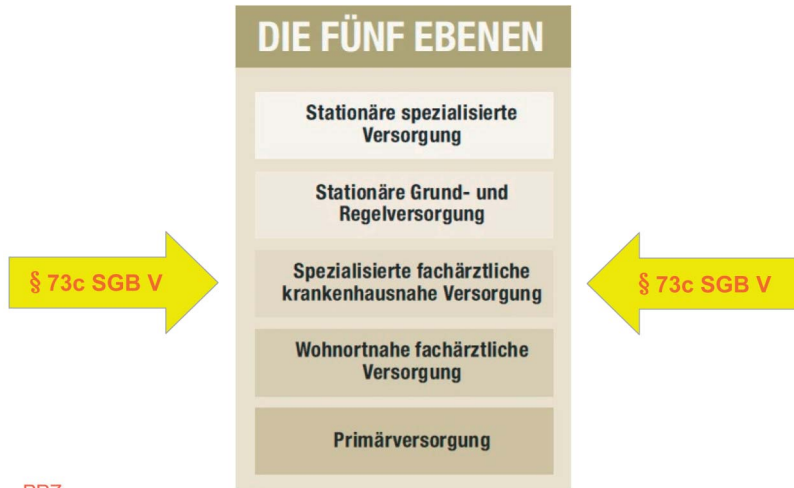 DIE FÜNF EBENEN
Stationäre spezialisierte
Versorgung
Stationäre Grund- und
Regelversorgung
§ 73c SGB V
Spezialisierte fachärztliche
krankenhausnahe Versorgung
§ 73c SGB V
Wohnortnahe fachärztliche
Versorgung
Primärversorgung